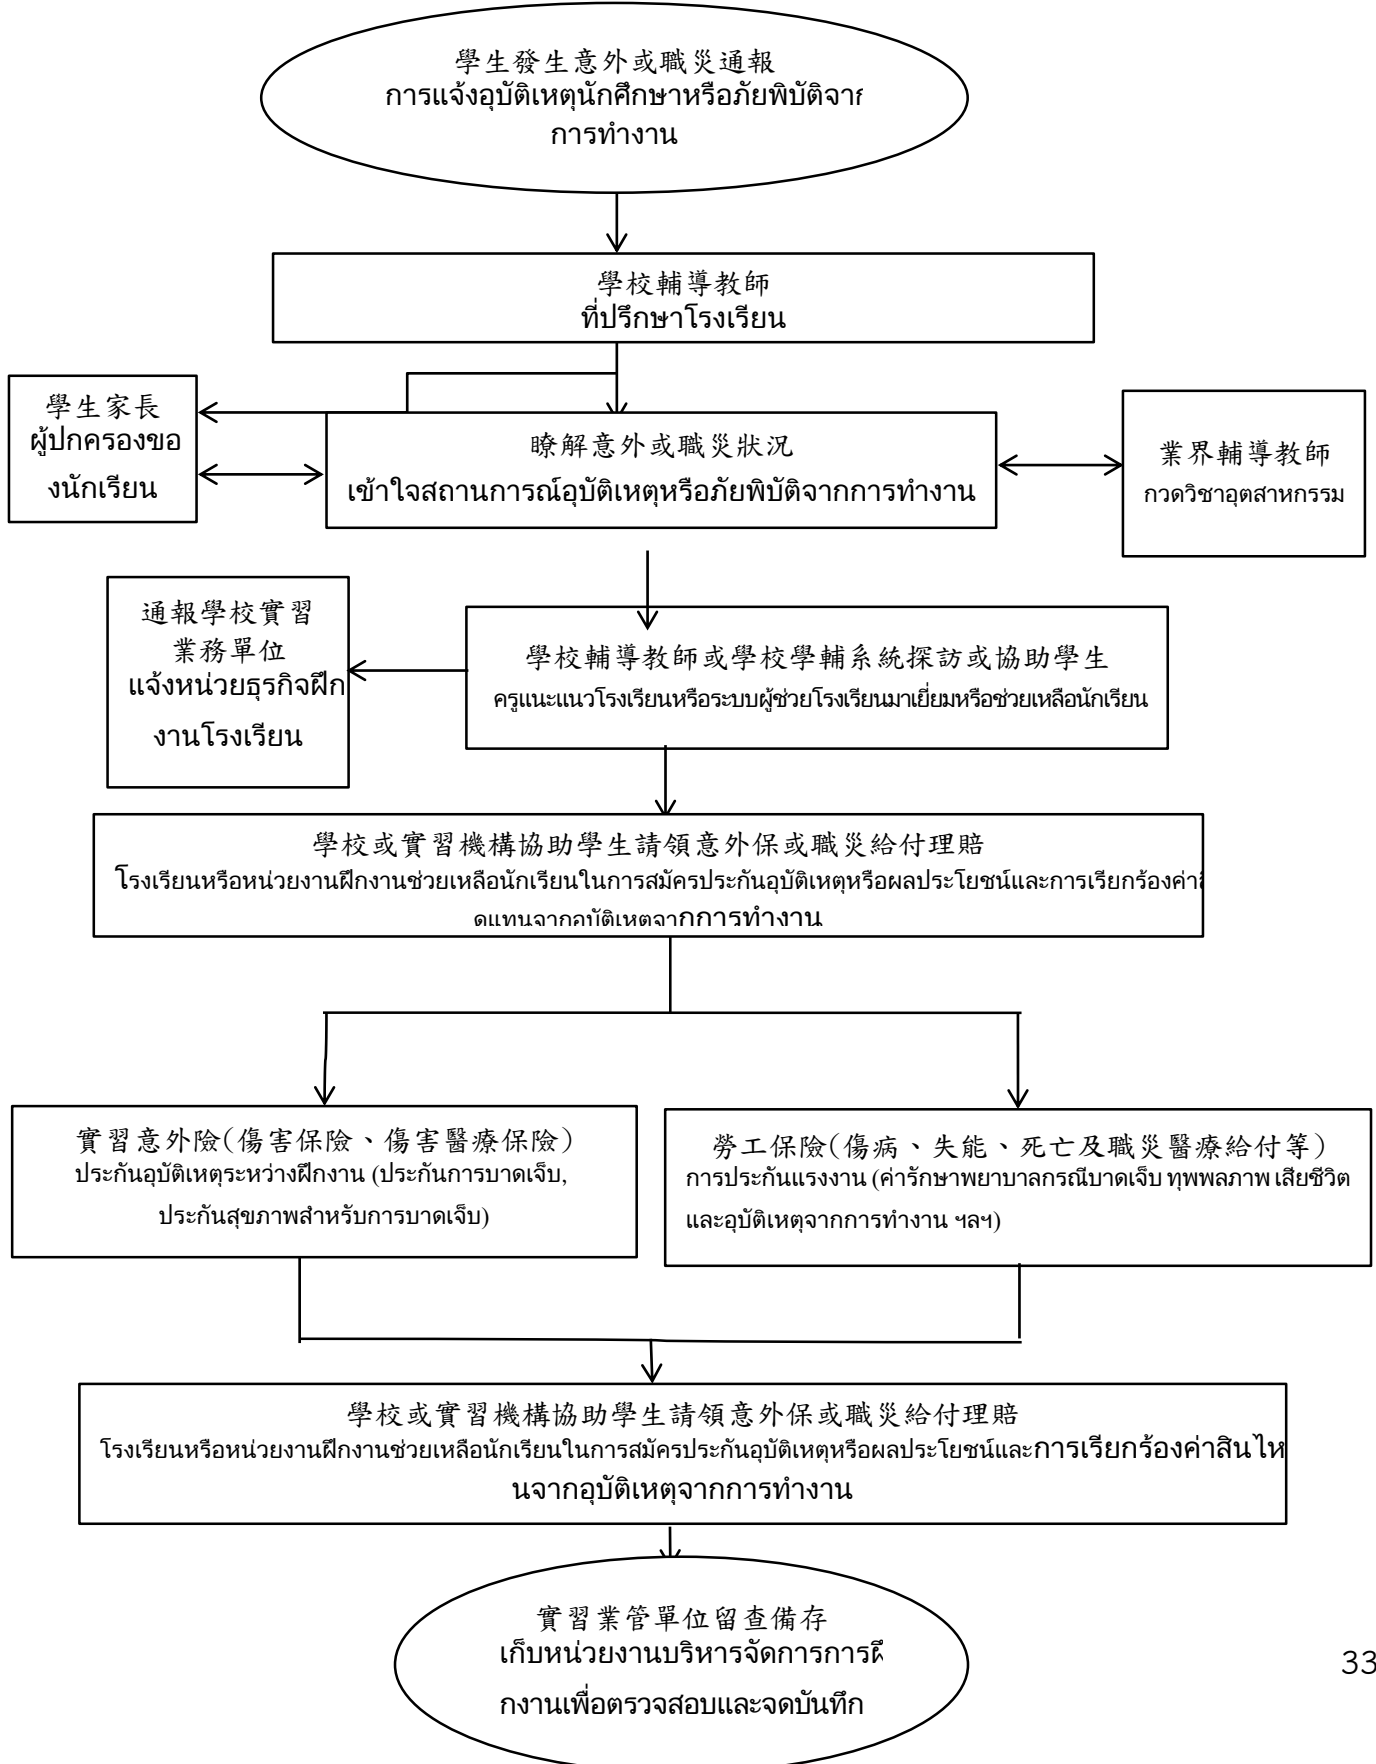 學生發生意外或職災通報
การแจ้งอุบัติเหตุนักศึกษาหรือภัยพิบัติจาก
การทำงาน
學校輔導教師
ที่ปรึกษาโรงเรียน
學生家長
ผู้ปกครองขอ
งนักเรียน
瞭解意外或職災狀況
เข้าใจสถานการณ์อุบัติเหตุหรือภัยพิบัติจากการทำงาน
業界輔導教師
กวดวิชาอุตสาหกรรม
通報學校實習
業務單位
แจ้งหน่วยธุรกิจฝึก
งานโรงเรียน
學校輔導教師或學校學輔系統探訪或協助學生
ครูแนะแนวโรงเรียนหรือระบบผู้ช่วยโรงเรียนมาเยี่ยมหรือช่วยเหลือนักเรียน
學校或實習機構協助學生請領意外保或職災給付理賠
โรงเรียนหรือหน่วยงานฝึกงานช่วยเหลือนักเรียนในการสมัครประกันอุบัติเหตุหรือผลประโยชน์และการเรียกร้องค่าสิ
ดแทนจากอุบัติเหตุจากการทำงาน
實習意外險(傷害保險、傷害醫療保險)
ประกันอุบัติเหตุระหว่างฝึกงาน (ประกันการบาดเจ็บ,
ประกันสุขภาพสำหรับการบาดเจ็บ)
勞工保險(傷病、失能、死亡及職災醫療給付等)
การประกันแรงงาน (ค่ารักษาพยาบาลกรณีบาดเจ็บ ทุพพลภาพ เสียชีวิต
และอุบัติเหตุจากการทำงาน ฯลฯ)
學校或實習機構協助學生請領意外保或職災給付理賠
โรงเรียนหรือหน่วยงานฝึกงานช่วยเหลือนักเรียนในการสมัครประกันอุบัติเหตุหรือผลประโยชน์และการเรียกร้องค่าสินไห
นจากอุบัติเหตุจากการทำงาน
實習業管單位留查備存
เก็บหน่วยงานบริหารจัดการการฝึ
กงานเพื่อตรวจสอบและจดบันทึก
33